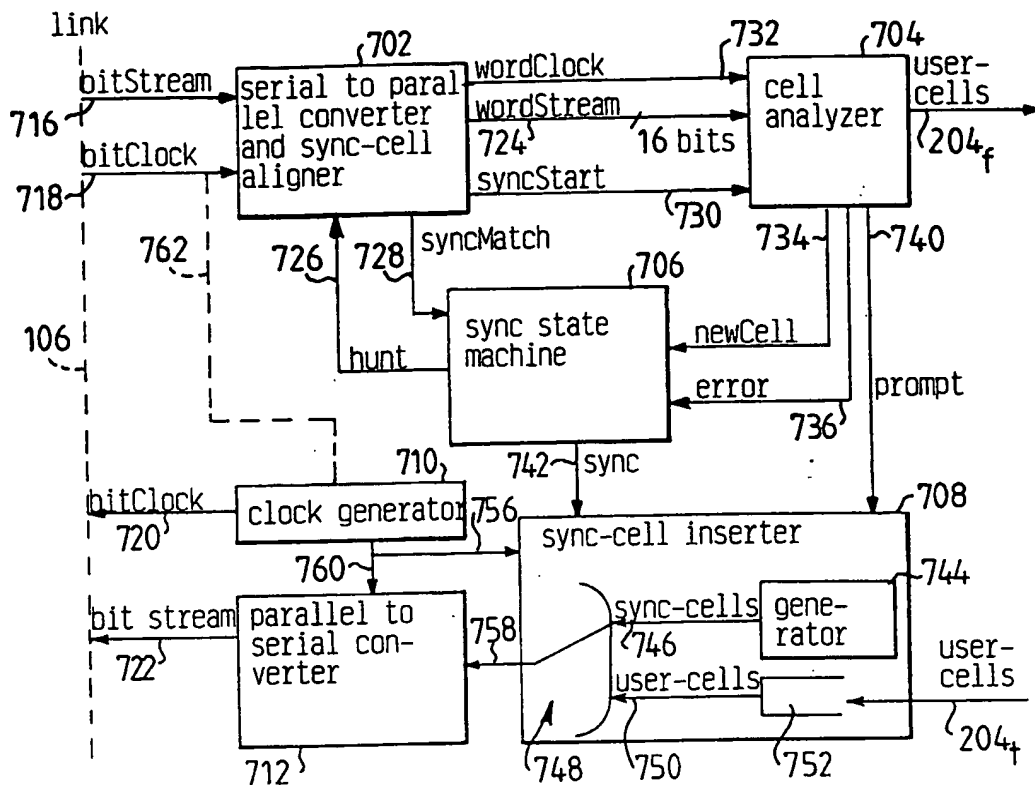 link
702
732
704
bitStream
716
serial to paral
lel converter
and sync-cell
aligner
wordClock
wordStream
724
16 bits
cell
analyzer
user-
cells
204f
bitClock
718
syncStart
730
762
726
728
syncMatch
734
740
706
106
hunt
sync state
machine
newCell
error
736
prompt
742
sync
710
bitClock
720
clock generator
756
708
760
sync-cell inserter
744
bit stream
722
parallel to
serial con-
verter
758
sync-cells
746
gene-
rator
user-cells
user-
cells
712
748
750
752
204t